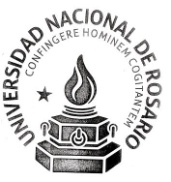 UNIVERSIDAD NACIONAL DE ROSARIO
CONFINGERE HOMINEM COGITANTEM